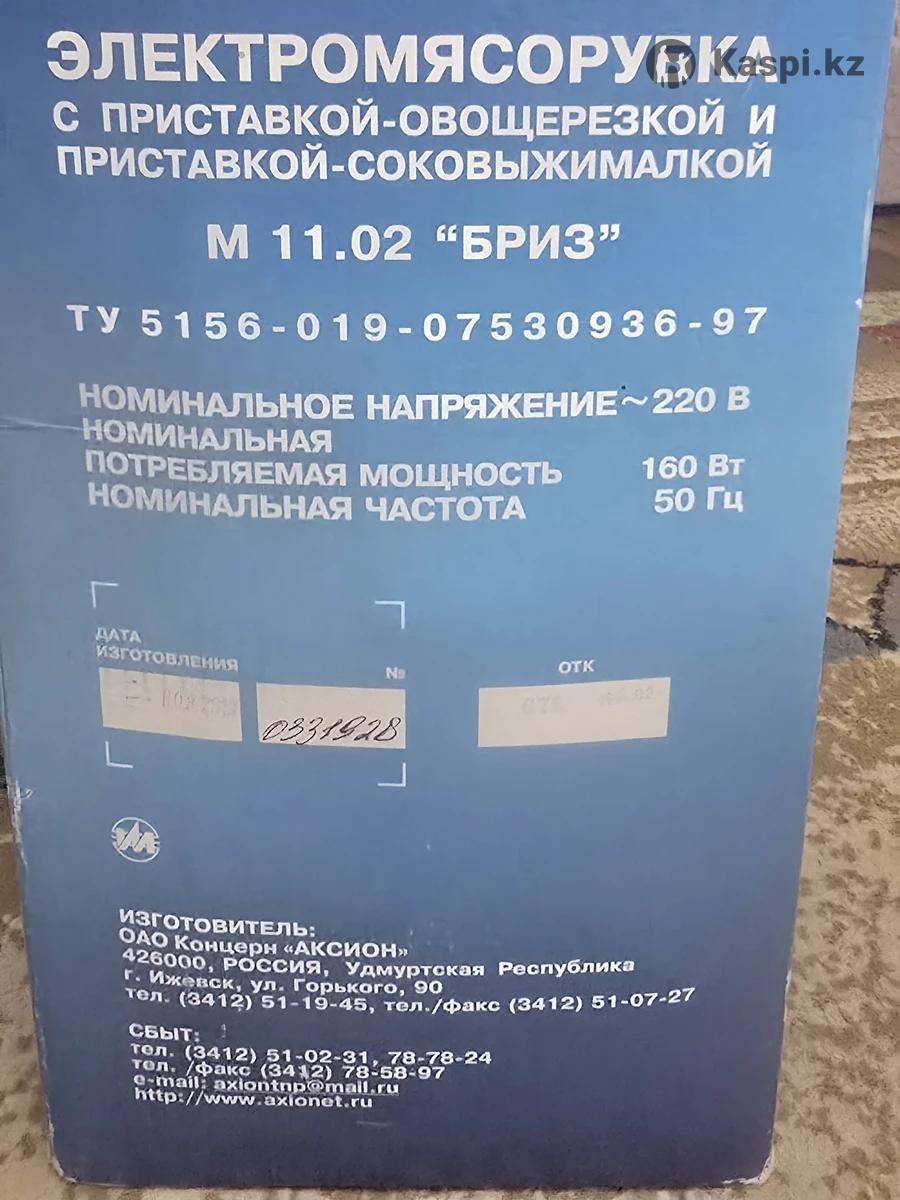 ЭЛЕКТРОМЯСОРУБКА
Kaspi.kz
С ПРИСТАВКОЙ-ОВОЩЕРЕЗКОЙ И
ПРИСТАВКОЙ-СОКОВЫЖИМАЛКОЙ
М 11.02 “БРИЗ”
ТУ 5156-019-07530936-97
НОМИНАЛЬНОЕ НАПРЯЖЕНИЕ ~ 220 В
НОМИНАЛЬНАЯ
ПОТРЕБЛЯЕМАЯ МОЩНОСТЬ 160 Вт
НОМИНАЛЬНАЯ ЧАСТОТА 50 Гц
ДАТА
ИЗГОТОВЛЕНИЯ
№
ОТК
0331928
ИЗГОТОВИТЕЛЬ:
ОАО Концерн «АКСИОН»
426000, РОССИЯ, Удмуртская Республика
г. Ижевск, ул. Горького, 90
тел. (3412) 51-19-45, тел./факс (3412) 51-07-27
СБЫТ:
тел. (3412) 51-02-31, 78-78-24
тел. /факс (3412) 78-58-97
e-mail: axiontnp@mail.ru
http://www.axionet.ru